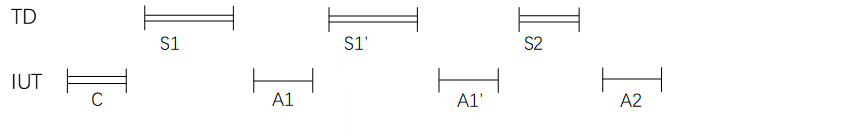 TD
S1 S1’ S2
IUT
C A1 A1’ A2